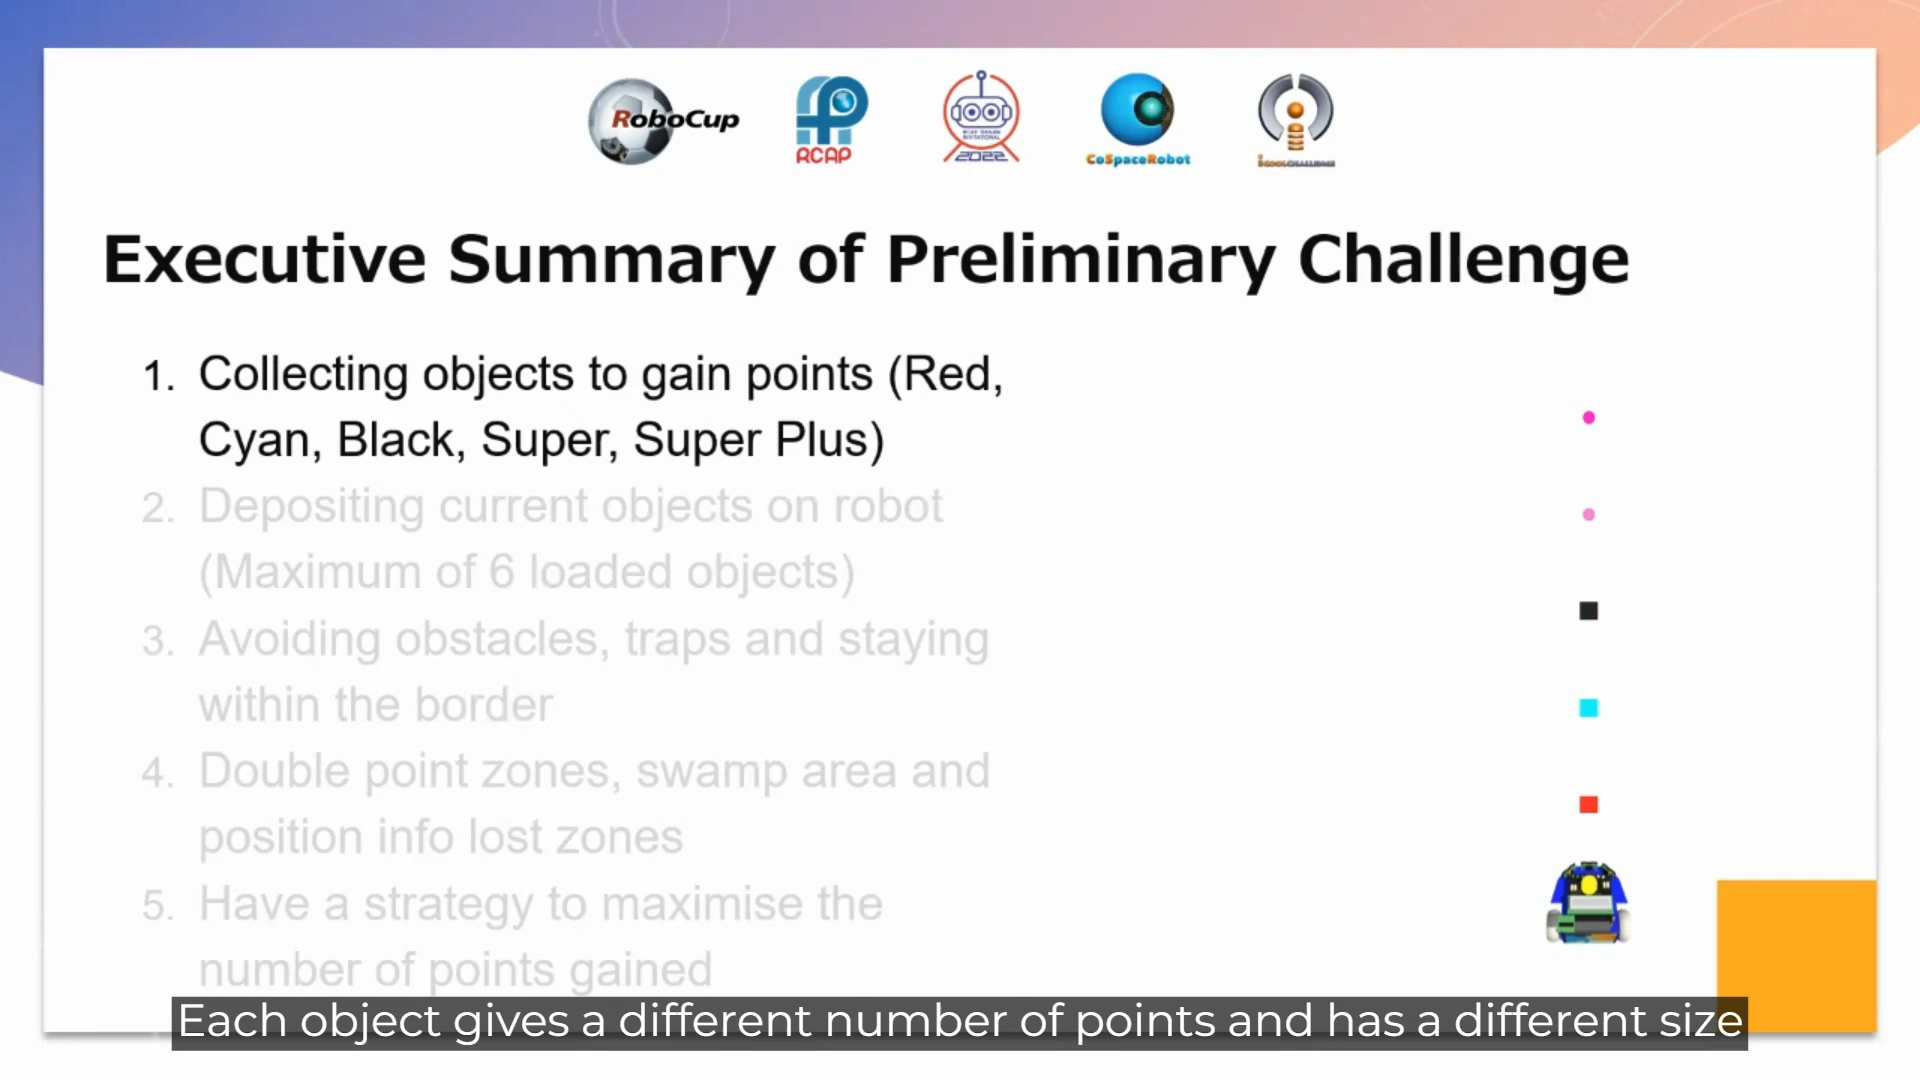 RoboCup
RCAP
2022
CoSpaceRobot
Executive Summary of Preliminary Challenge
1. Collecting objects to gain points (Red,
Cyan, Black, Super, Super Plus)
2. Depositing current objects on robot
(Maximum of 6 loaded objects)
3. Avoiding obstacles, traps and staying
within the border
4. Double point zones, swamp area and
position info lost zones
5. Have a strategy to maximise the
number of points gained
Each object gives a different number of points and has a different size